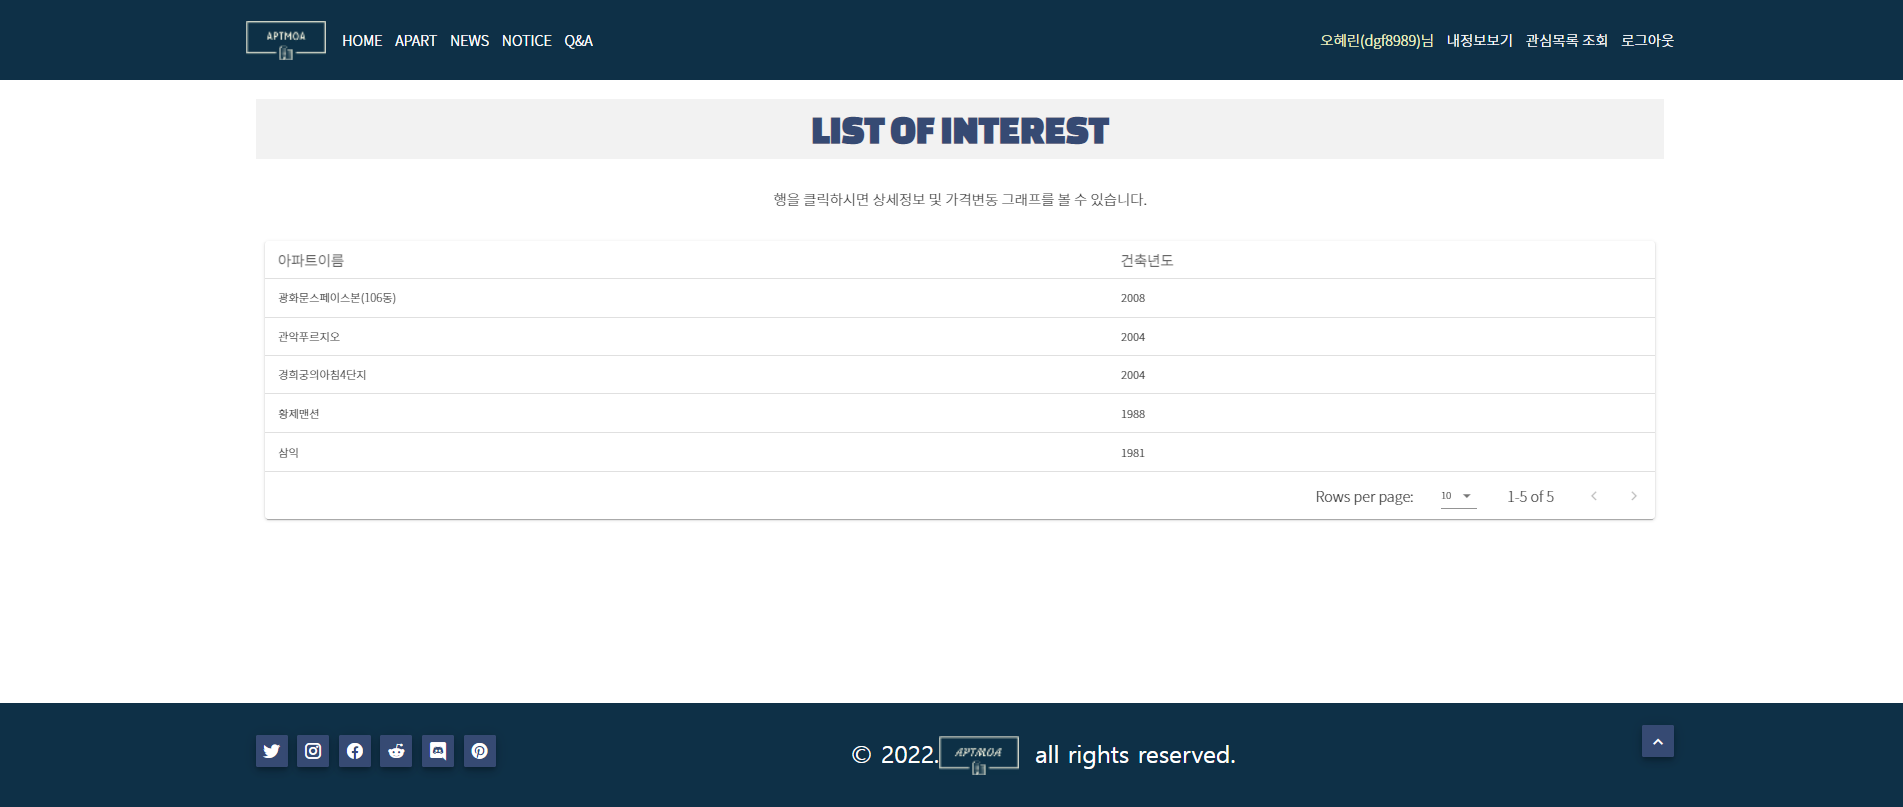 APTMOA HOME APART NEWS NOTICE Q&A 오혜린(dgf8989)님 내정보보기 관심목록 조회 로그아웃
LIST OF INTEREST
행을 클릭하시면 상세정보 및 가격변동 그래프를 볼 수 있습니다.
아파트이름 건축년도
광화문스페이스본(106동) 2008
관악푸르지오 2004
경희궁의아침4단지 2004
황제맨션 1988
삼익 1981
Rows per page: 10 1-5 of 5
© 2022. APTMOA all rights reserved.